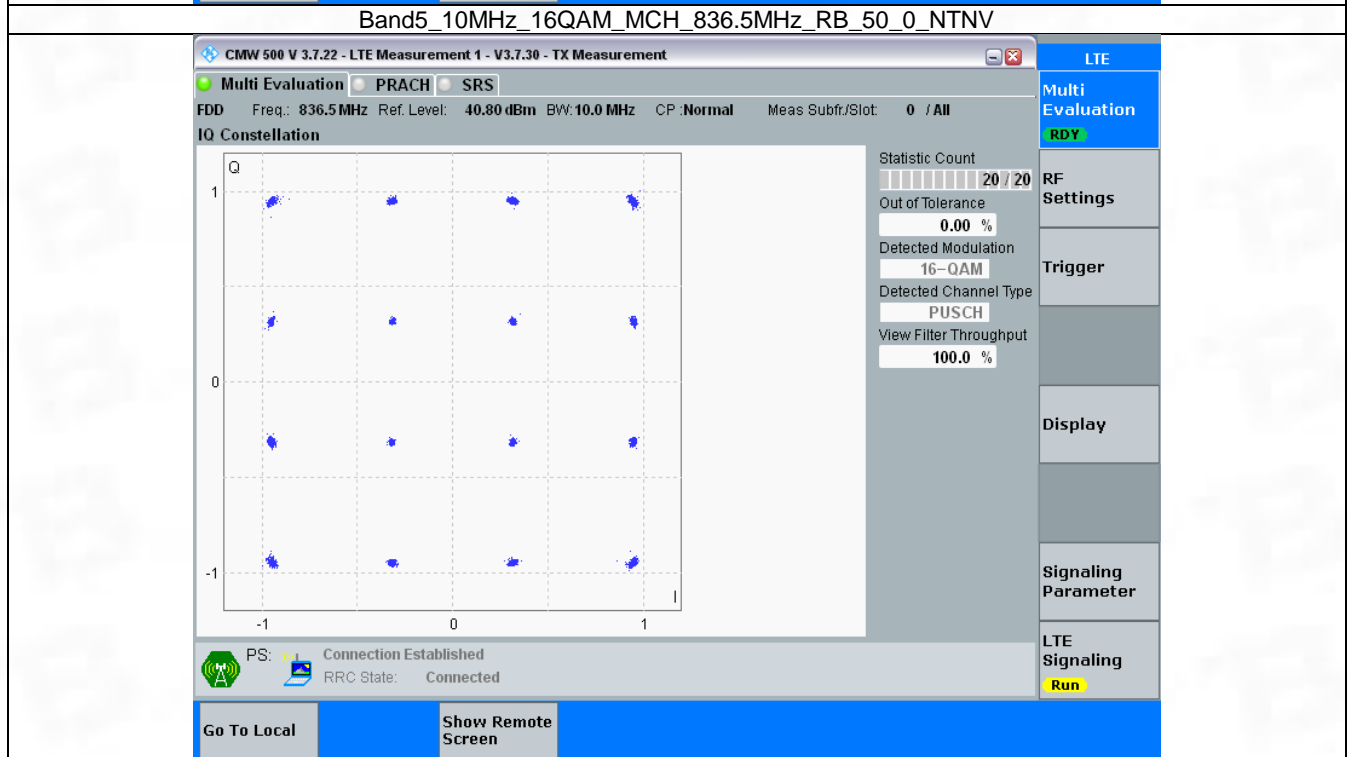 Band5_10MHz_16QAM_MCH_836.5MHz_RB_50_0_NTNV
CMW 500 V 3.7.22 - LTE Measurement 1 - V3.7.30 - TX Measurement
LTE
Multi Evaluation PRACH SRS
Multi
Evaluation
RDY
FDD Freq.: 836.5 MHz Ref. Level: 40.80 dBm BW: 10.0 MHz CP :Normal Meas Subfr./Slot: 0 / All
IQ Constellation
Q
1
0
-1
I
-1 0 1
Statistic Count
20 / 20
Out of Tolerance
0.00 %
Detected Modulation
16-QAM
Detected Channel Type
PUSCH
View Filter Throughput
100.0 %
RF
Settings
Trigger
Display
Signaling
Parameter
LTE
Signaling
Run
PS: Connection Established
RRC State: Connected
Go To Local
Show Remote
Screen